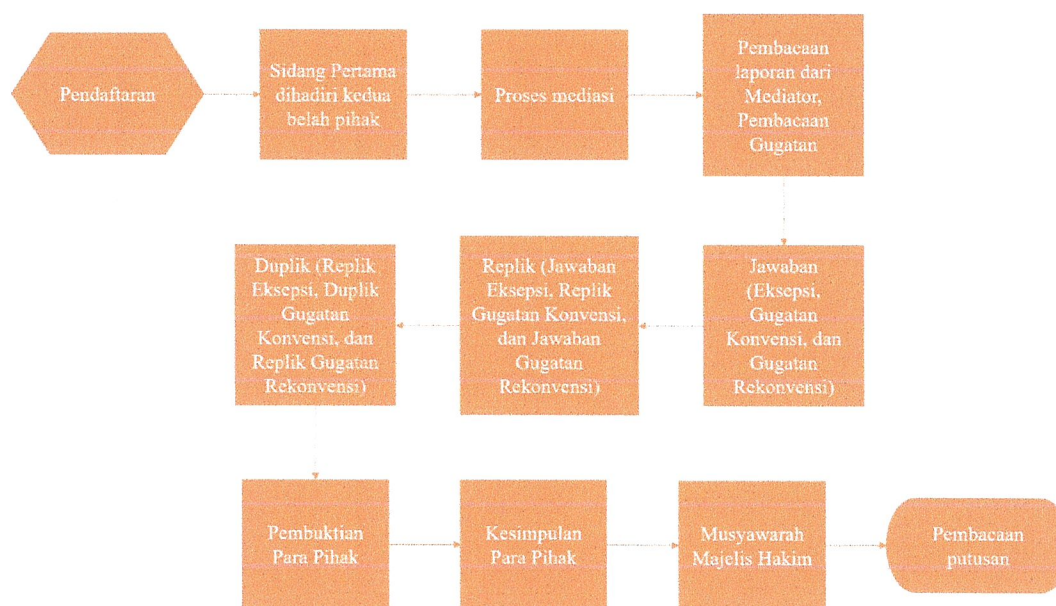 Pendaftaran
Sidang Pertama
dihadiri kedua
belah pihak
Proses mediasi
Pembacaan
laporan dari
Mediator,
Pembacaan
Gugatan
Jawaban
(Eksepsi,
Gugatan
Konvensi, dan
Gugatan
Rekonvensi)
Replik (Jawaban
Eksepsi, Replik
Gugatan Konvensi,
dan Jawaban
Gugatan
Rekonvensi)
Duplik (Replik
Eksepsi, Duplik
Gugatan
Konvensi, dan
Replik Gugatan
Rekonvensi)
Pembuktian
Para Pihak
Kesimpulan
Para Pihak
Musyawarah
Majelis Hakim
Pembacaan
putusan